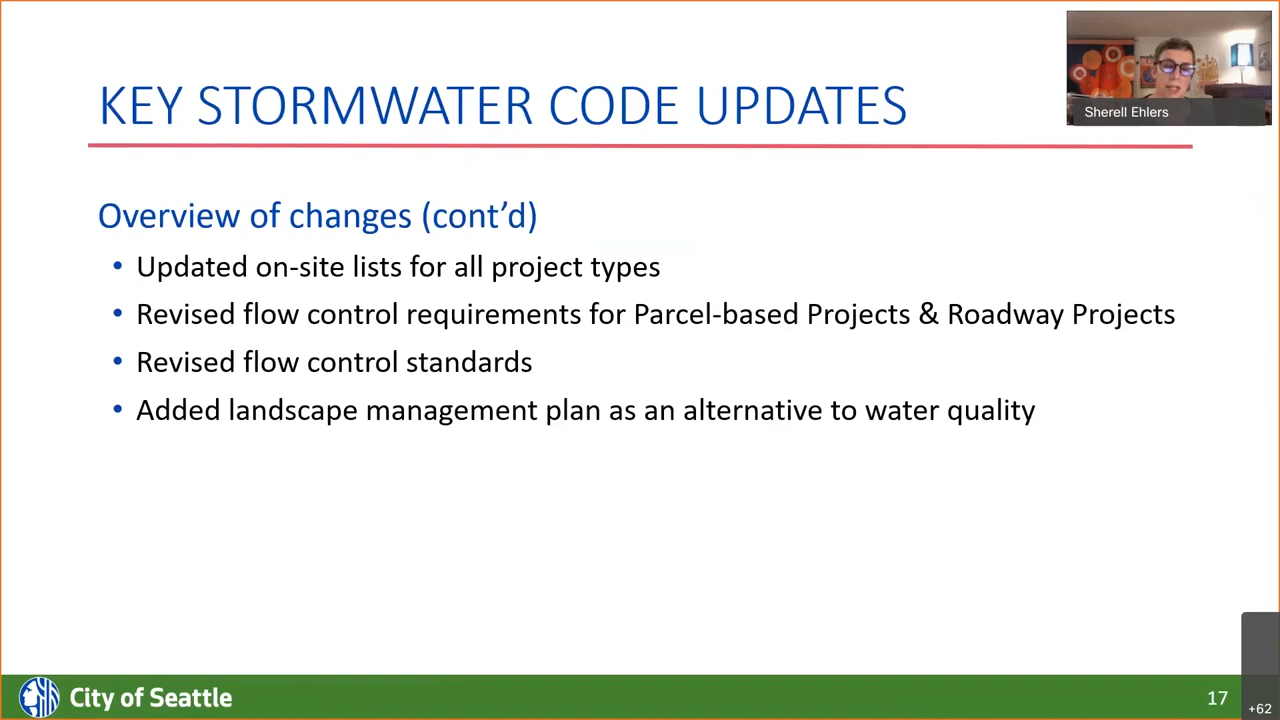 KEY STORMWATER CODE UPDATES
Sherell Ehlers
Overview of changes (cont’d)
• Updated on-site lists for all project types
• Revised flow control requirements for Parcel-based Projects & Roadway Projects
• Revised flow control standards
• Added landscape management plan as an alternative to water quality
City of Seattle
17
+62